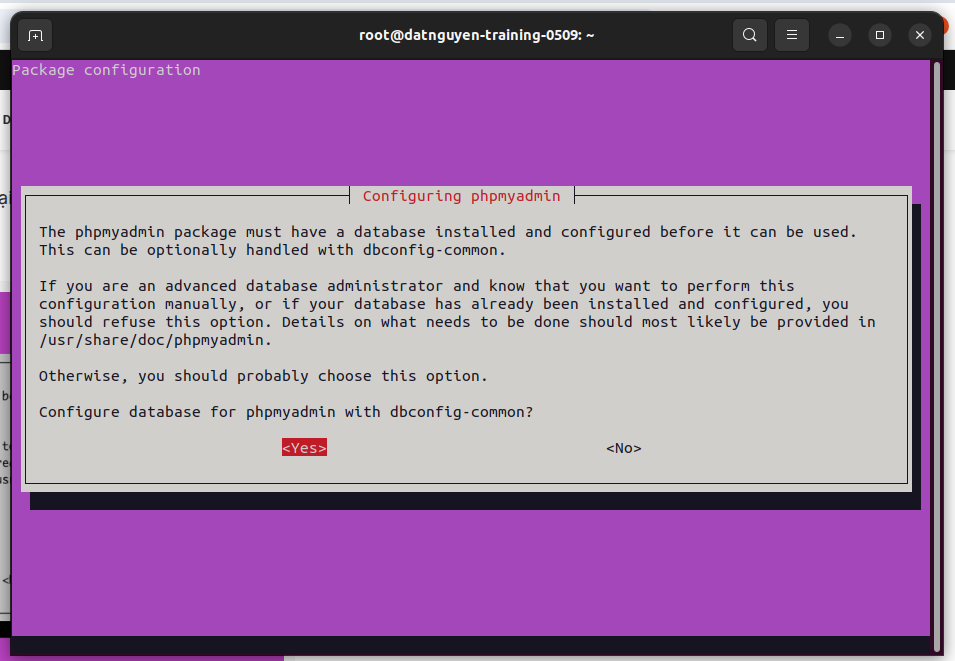 root@datnguyen-training-0509: ~
Package configuration
Configuring phpmyadmin
The phpmyadmin package must have a database installed and configured before it can be used.
This can be optionally handled with dbconfig-common.
If you are an advanced database administrator and know that you want to perform this
configuration manually, or if your database has already been installed and configured, you
should refuse this option. Details on what needs to be done should most likely be provided in
/usr/share/doc/phpmyadmin.
Otherwise, you should probably choose this option.
Configure database for phpmyadmin with dbconfig-common?
<Yes> <No>